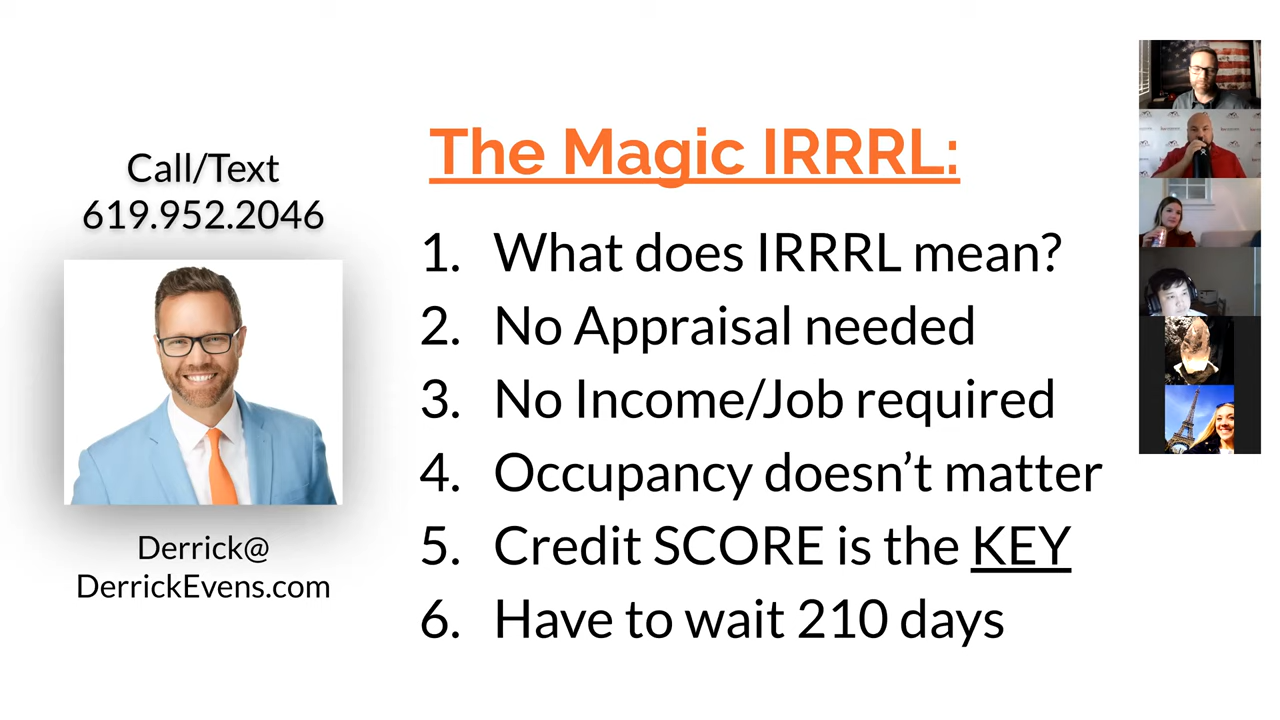 Call/Text
619.952.2046
Derrick@
DerrickEvens.com
The Magic IRRRL:
1. What does IRRRL mean?
2. No Appraisal needed
3. No Income/Job required
4. Occupancy doesn’t matter
5. Credit SCORE is the KEY
6. Have to wait 210 days